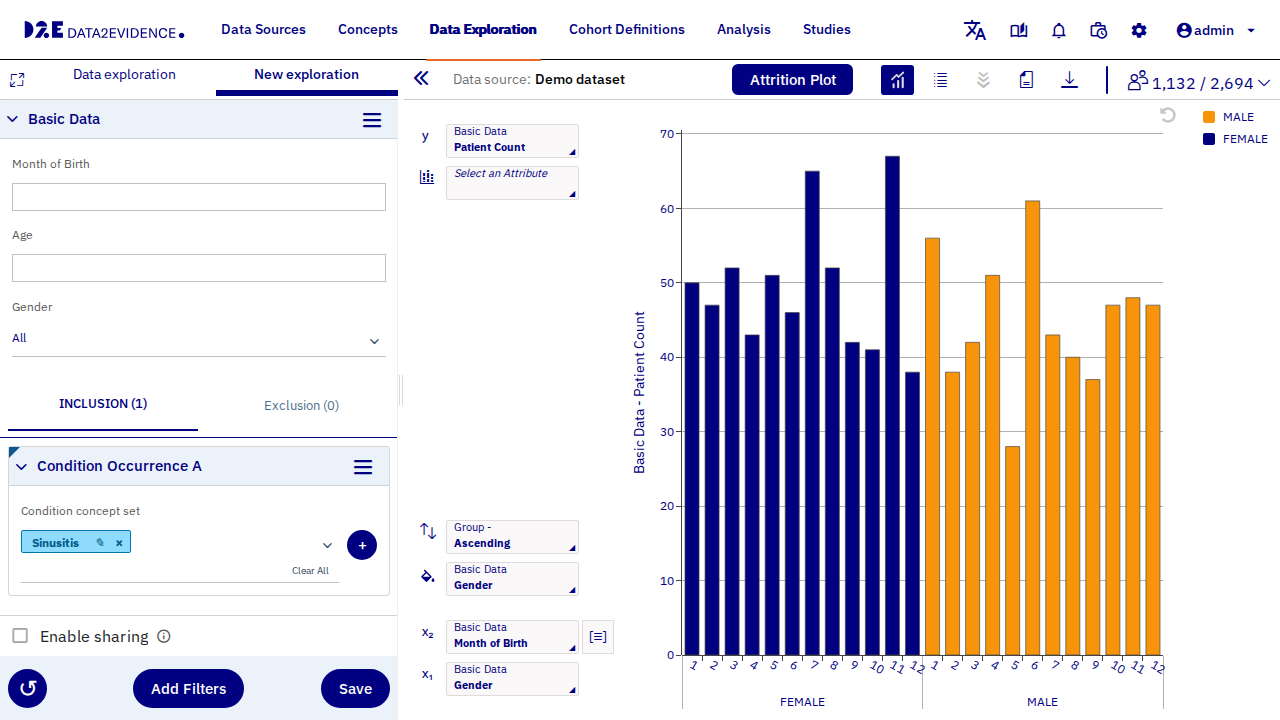 D2E DATA2EVIDENCE.
Data Sources
Concepts
Data Exploration
Cohort Definitions
Analysis
Studies
admin
Data exploration
New exploration
Data source: Demo dataset
Attrition Plot
1,132 / 2,694
Basic Data
Month of Birth
Age
Gender
All
INCLUSION (1)
Exclusion (0)
Condition Occurrence A
Condition concept set
Sinusitis
Clear All
Enable sharing
Add Filters
Save
y
Basic Data
Patient Count
Select an Attribute
Group -
Ascending
Basic Data
Gender
x₂
Basic Data
Month of Birth
x₁
Basic Data
Gender
Basic Data - Patient Count
70
60
50
40
30
20
10
0
1 2 3 4 5 6 7 8 9 10 11 12 1 2 3 4 5 6 7 8 9 10 11 12
FEMALE
MALE
MALE
FEMALE